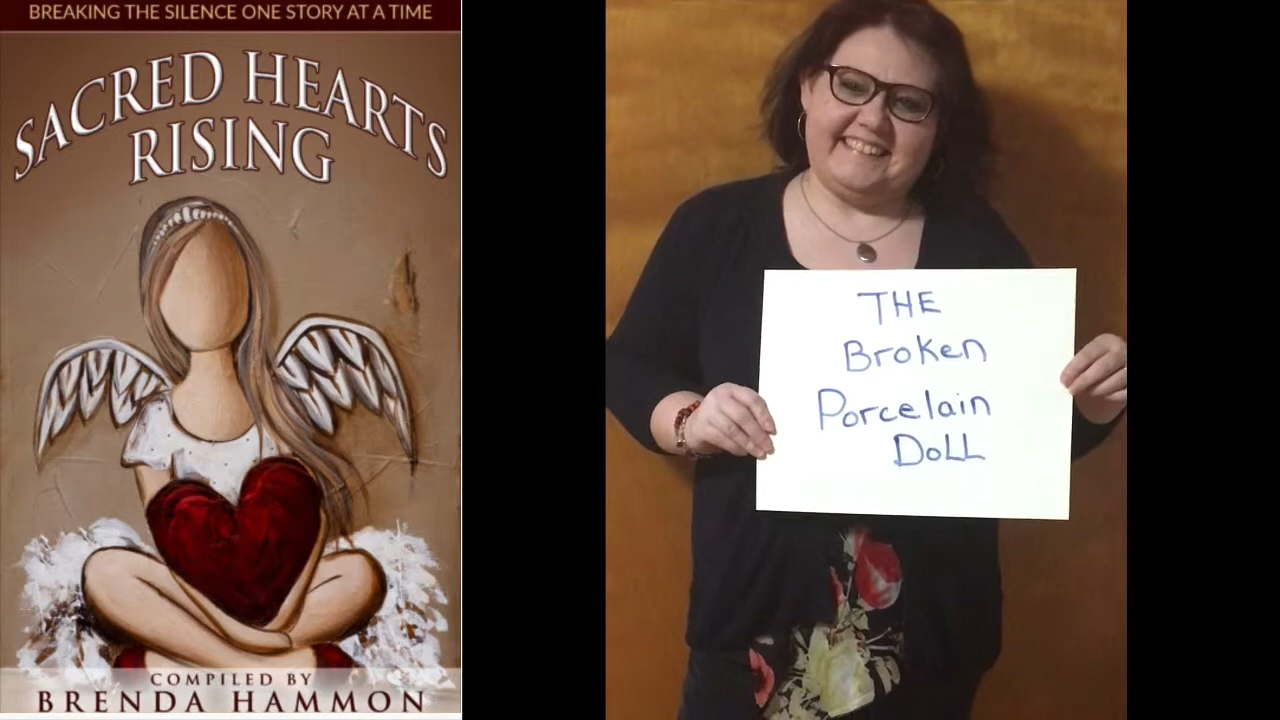 BREAKING THE SILENCE ONE STORY AT A TIME
SACRED HEARTS
RISING
COMPILED BY
BRENDA HAMMON
THE
Broken
Porcelain
DOLL